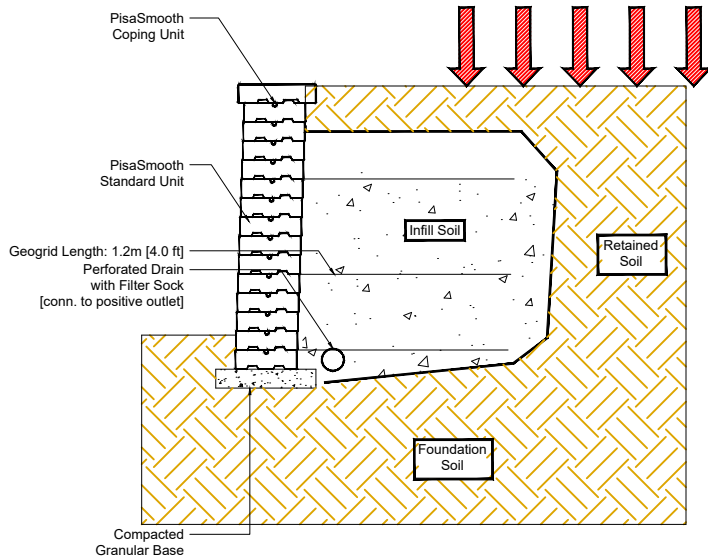 PisaSmooth
Coping Unit
PisaSmooth
Standard Unit
Geogrid Length: 1.2m [4.0 ft]
Perforated Drain
with Filter Sock
[conn. to positive outlet]
Infill Soil
Retained
Soil
Foundation
Soil
Compacted
Granular Base